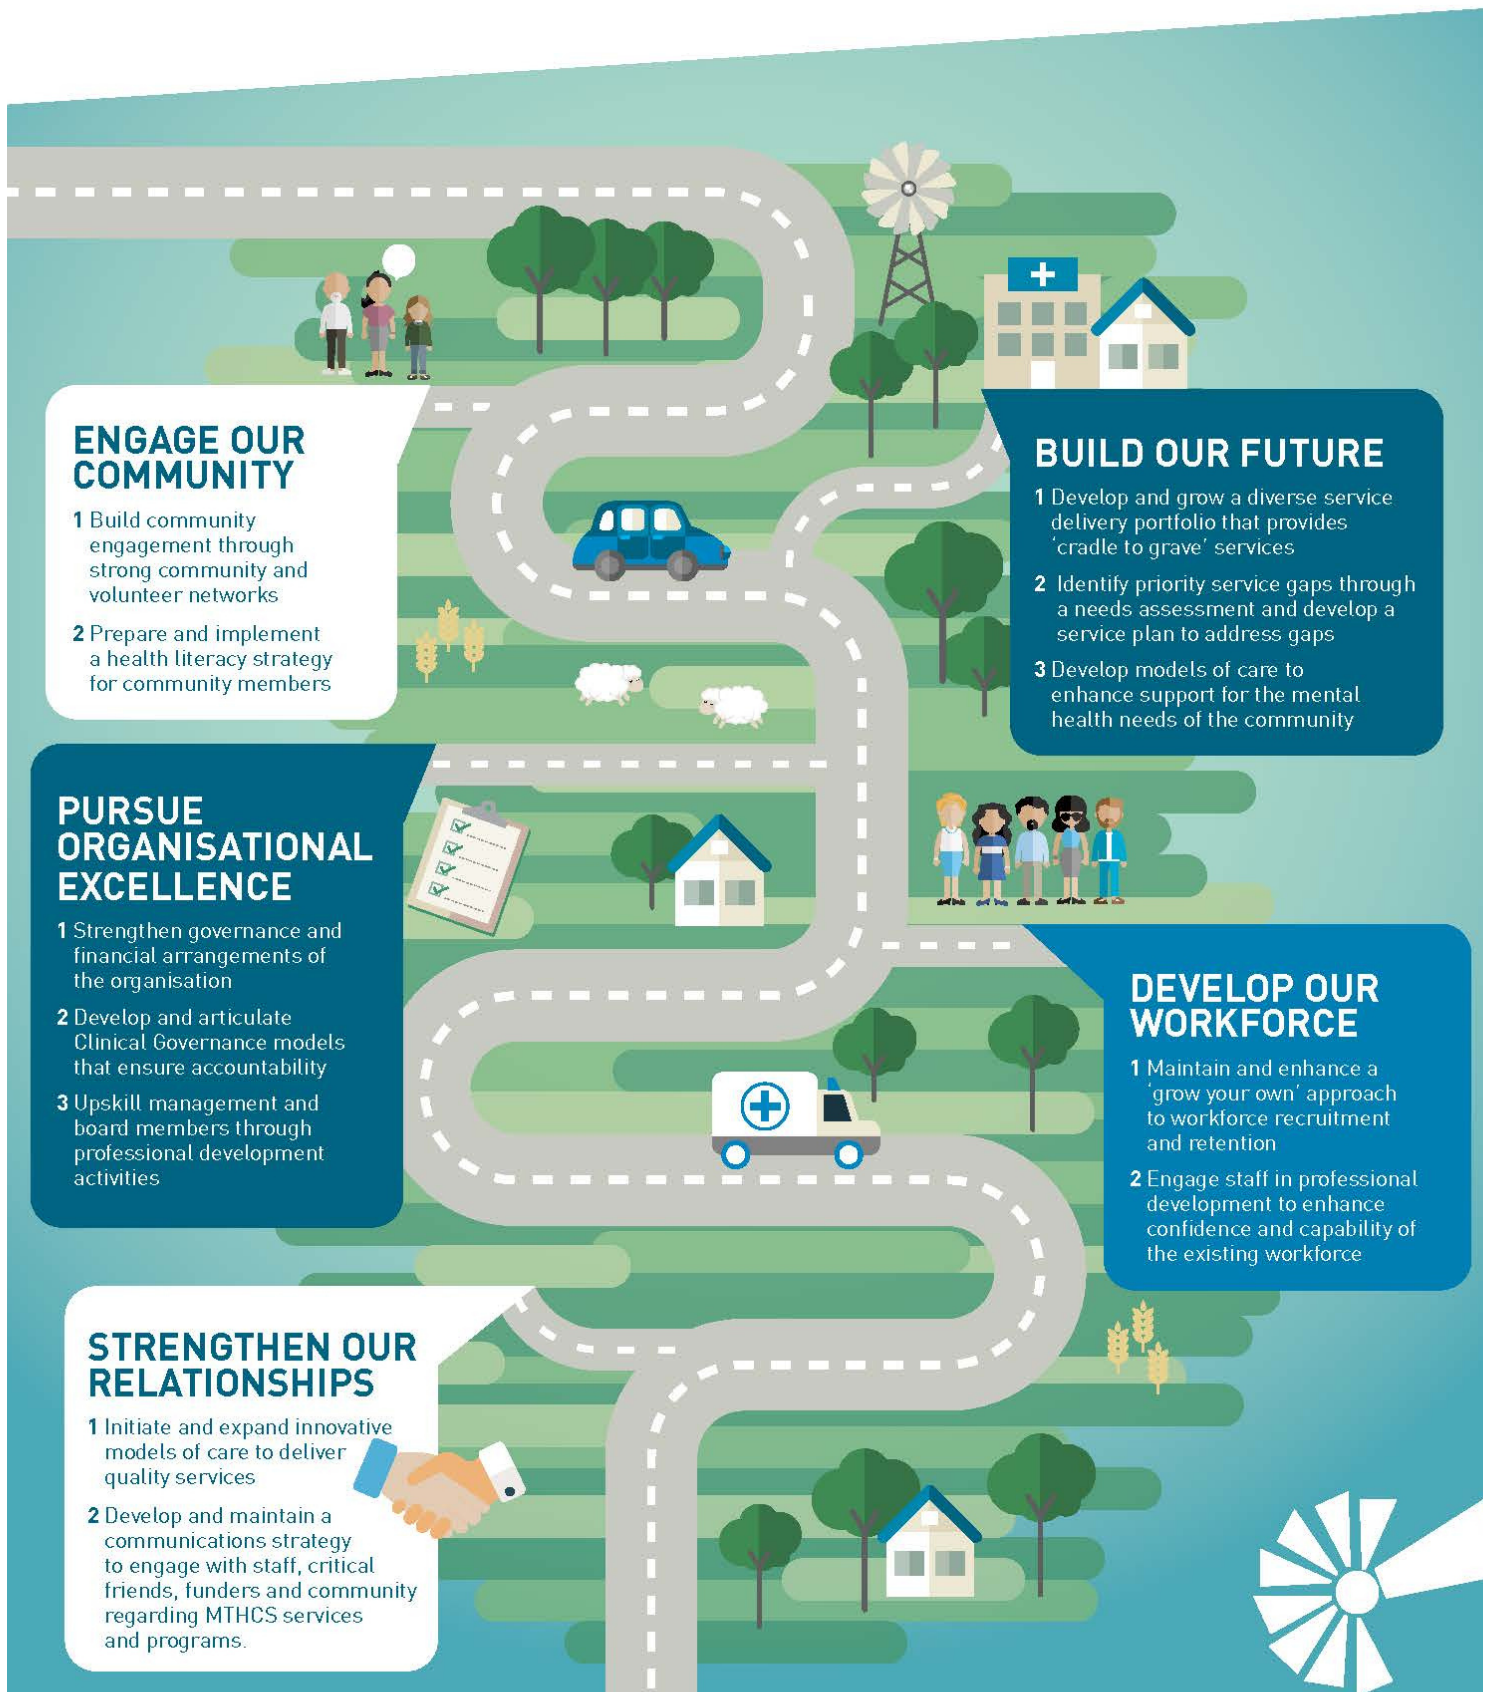 ENGAGE OUR
COMMUNITY
1 Build community
engagement through
strong community and
volunteer networks
2 Prepare and implement
a health literacy strategy
for community members
BUILD OUR FUTURE
1 Develop and grow a diverse service
delivery portfolio that provides
‘cradle to grave’ services
2 Identify priority service gaps through
a needs assessment and develop a
service plan to address gaps
3 Develop models of care to
enhance support for the mental
health needs of the community
PURSUE
ORGANISATIONAL
EXCELLENCE
1 Strengthen governance and
financial arrangements of
the organisation
2 Develop and articulate
Clinical Governance models
that ensure accountability
3 Upskill management and
board members through
professional development
activities
DEVELOP OUR
WORKFORCE
1 Maintain and enhance a
‘grow your own’ approach
to workforce recruitment
and retention
2 Engage staff in professional
development to enhance
confidence and capability of
the existing workforce
STRENGTHEN OUR
RELATIONSHIPS
1 Initiate and expand innovative
models of care to deliver
quality services
2 Develop and maintain a
communications strategy
to engage with staff, critical
friends, funders and community
regarding MTHCS services
and programs.